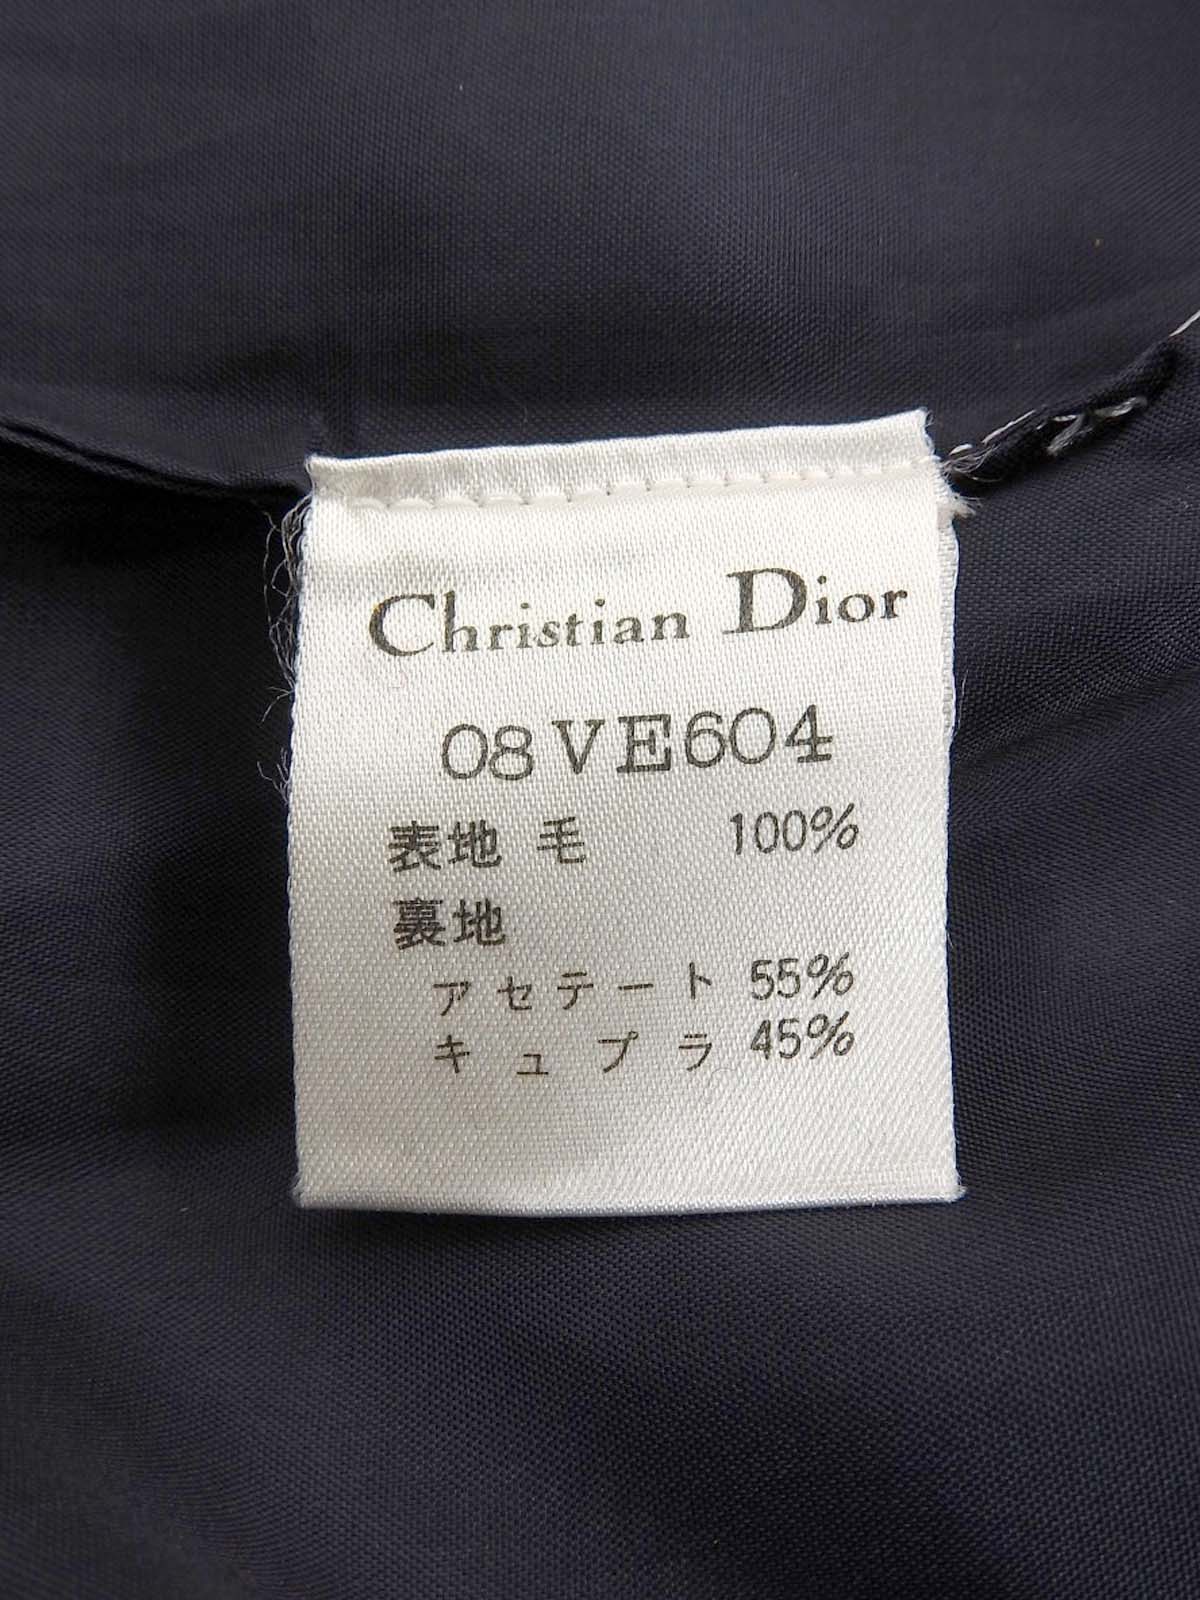 Christian Dior
08VE604
表地 毛 100%
裏地
アセテート 55%
キュプラ 45%